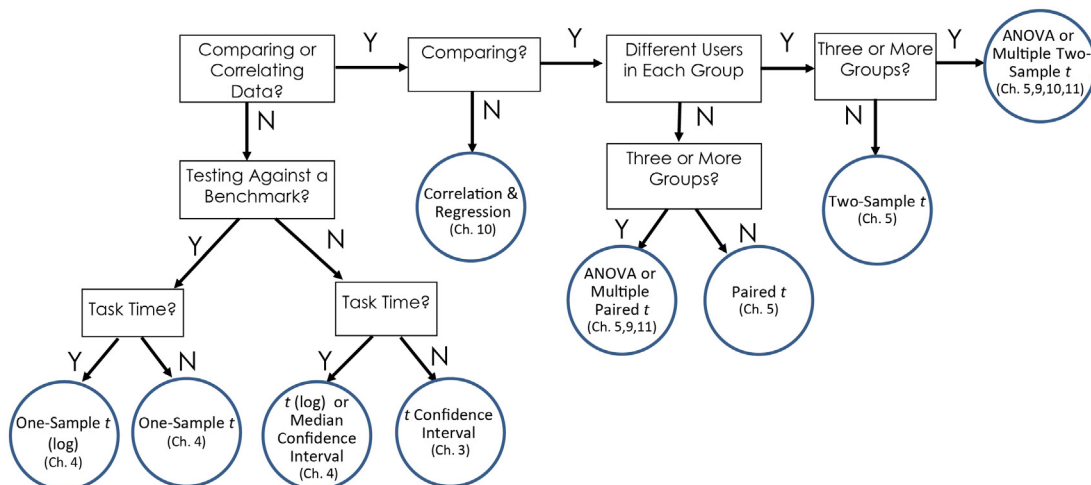 Comparing or
Correlating
Data?
Y
Comparing?
Y
Different Users
in Each Group
Y
Three or More
Groups?
Y
ANOVA or
Multiple Two-
Sample t
(Ch. 5,9,10,11)
N
N
N
N
Testing Against a
Benchmark?
Correlation &
Regression
(Ch. 10)
Three or More
Groups?
Two-Sample t
(Ch. 5)
Y
N
Y
N
Task Time?
Task Time?
ANOVA or
Multiple
Paired t
(Ch. 5,9,11)
Paired t
(Ch. 5)
Y
N
Y
N
One-Sample t
(log)
(Ch. 4)
One-Sample t
(Ch. 4)
t (log) or
Median
Confidence
Interval
(Ch. 4)
t Confidence
Interval
(Ch. 3)